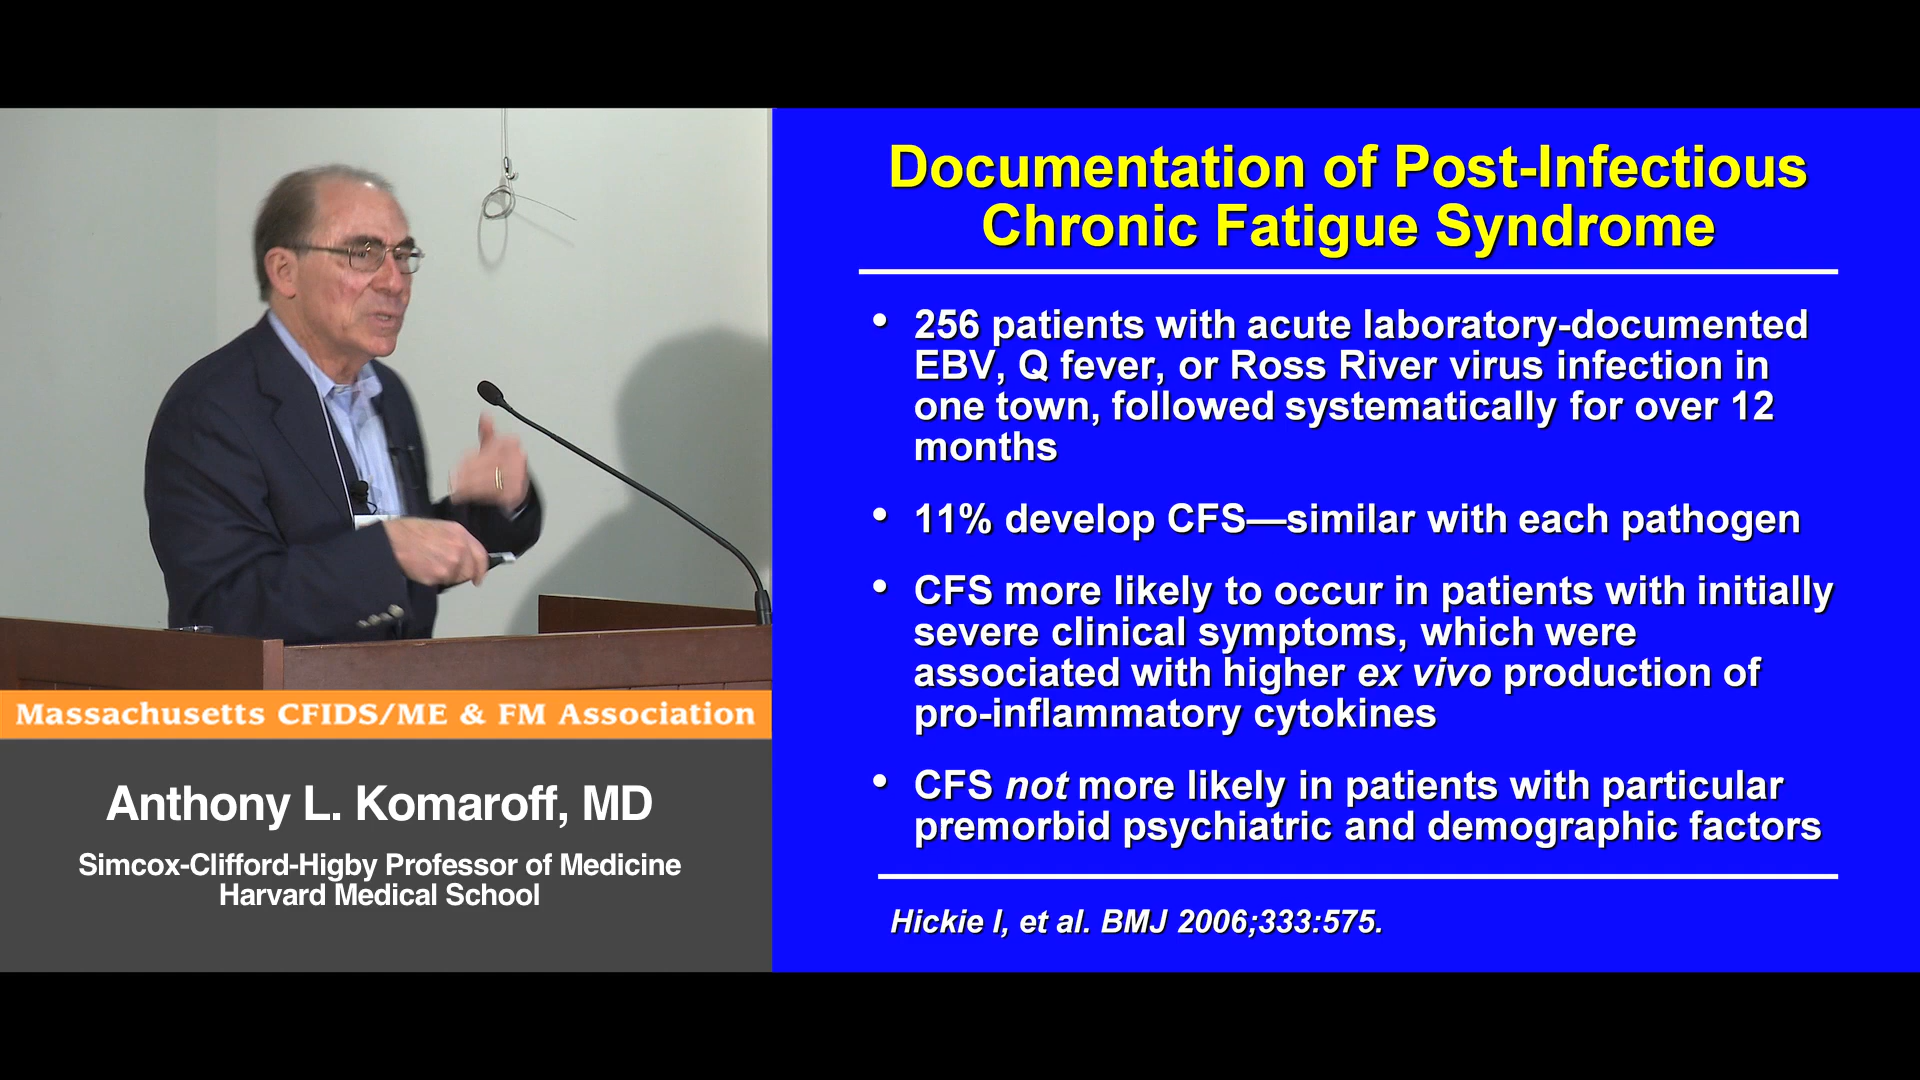 Documentation of Post-Infectious
Chronic Fatigue Syndrome
• 256 patients with acute laboratory-documented
EBV, Q fever, or Ross River virus infection in
one town, followed systematically for over 12
months
• 11% develop CFS—similar with each pathogen
• CFS more likely to occur in patients with initially
severe clinical symptoms, which were
associated with higher ex vivo production of
pro-inflammatory cytokines
• CFS not more likely in patients with particular
premorbid psychiatric and demographic factors
Hickie I, et al. BMJ 2006;333:575.
Massachusetts CFIDS/ME & FM Association
Anthony L. Komaroff, MD
Simcox-Clifford-Higby Professor of Medicine
Harvard Medical School